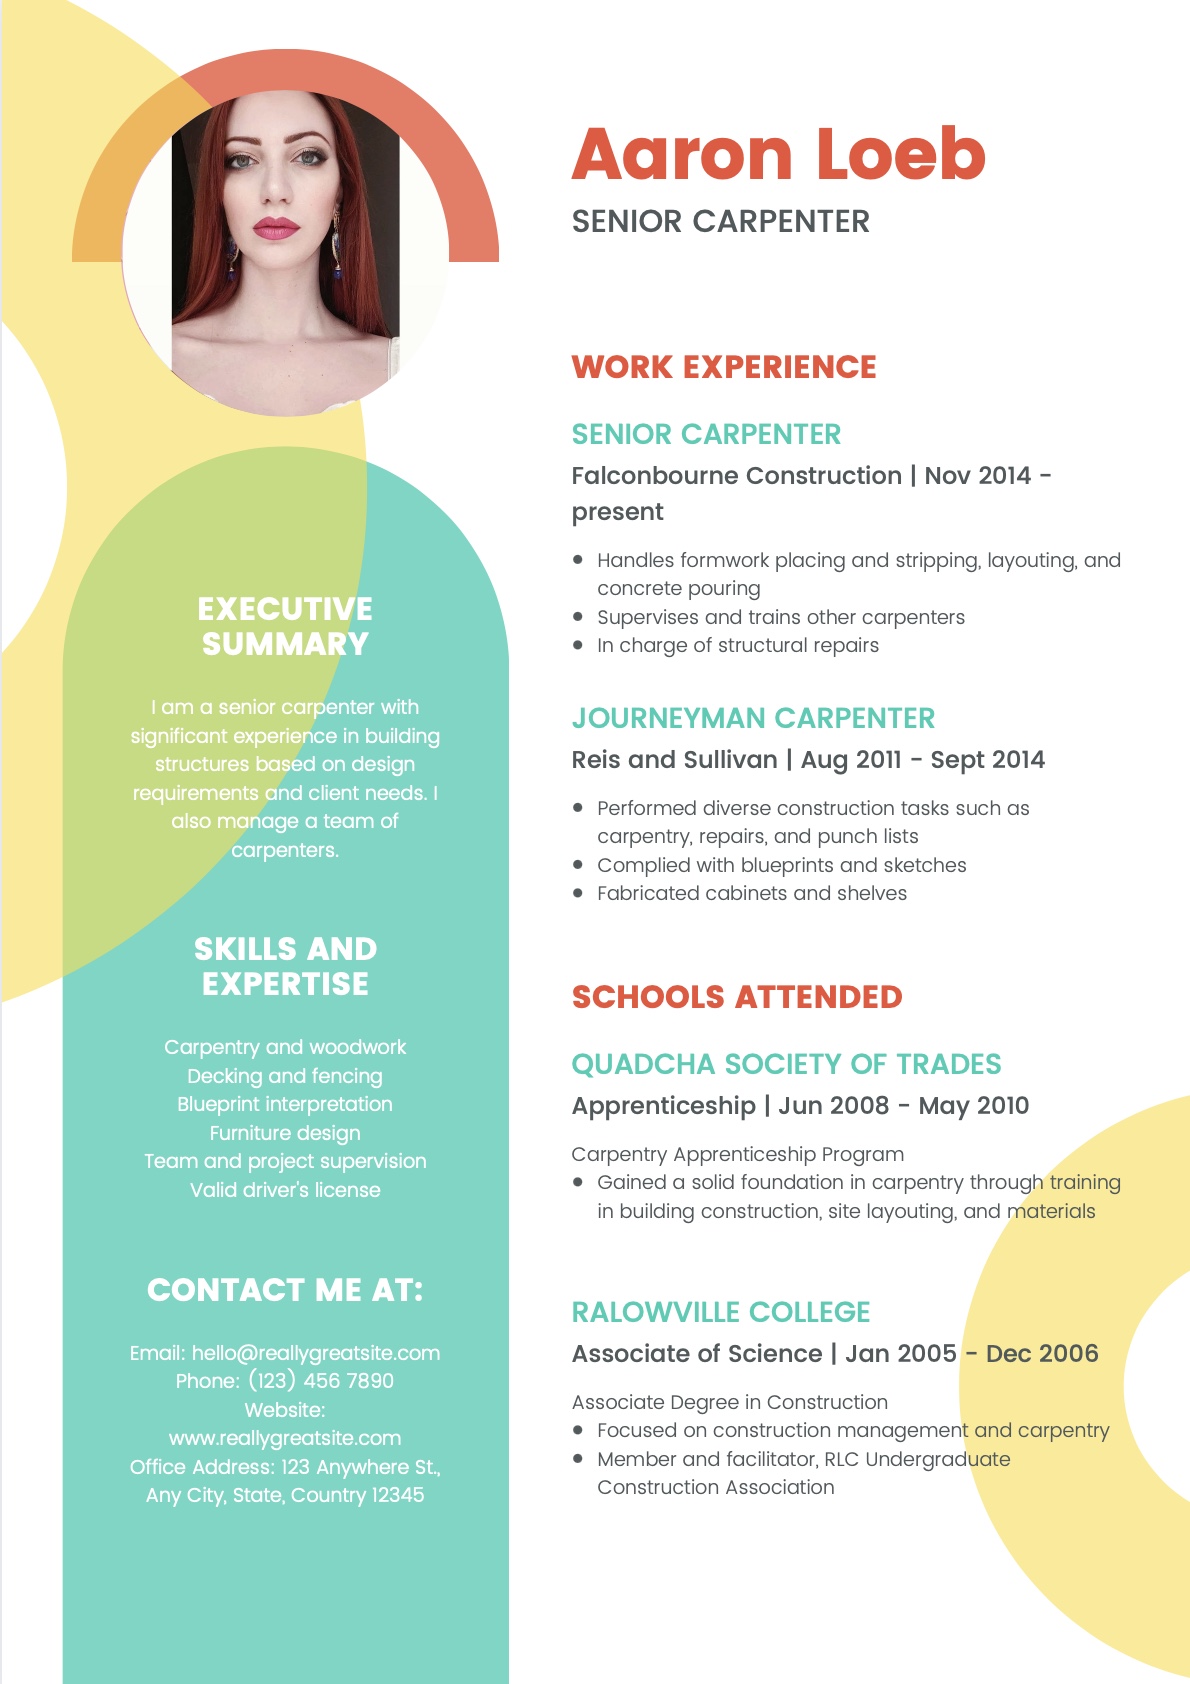 Aaron Loeb
SENIOR CARPENTER
EXECUTIVE
SUMMARY
I am a senior carpenter with
significant experience in building
structures based on design
requirements and client needs. I
also manage a team of
carpenters.
SKILLS AND
EXPERTISE
Carpentry and woodwork
Decking and fencing
Blueprint interpretation
Furniture design
Team and project supervision
Valid driver's license
CONTACT ME AT:
Email: hello@reallygreatsite.com
Phone: (123) 456 7890
Website:
www.reallygreatsite.com
Office Address: 123 Anywhere St.,
Any City, State, Country 12345
WORK EXPERIENCE
SENIOR CARPENTER
Falconbourne Construction | Nov 2014 -
present
• Handles formwork placing and stripping, layouting, and
concrete pouring
• Supervises and trains other carpenters
• In charge of structural repairs
JOURNEYMAN CARPENTER
Reis and Sullivan | Aug 2011 - Sept 2014
• Performed diverse construction tasks such as
carpentry, repairs, and punch lists
• Complied with blueprints and sketches
• Fabricated cabinets and shelves
SCHOOLS ATTENDED
QUADCHA SOCIETY OF TRADES
Apprenticeship | Jun 2008 - May 2010
Carpentry Apprenticeship Program
• Gained a solid foundation in carpentry through training
in building construction, site layouting, and materials
RALOWVILLE COLLEGE
Associate of Science | Jan 2005 - Dec 2006
Associate Degree in Construction
• Focused on construction management and carpentry
• Member and facilitator, RLC Undergraduate
Construction Association